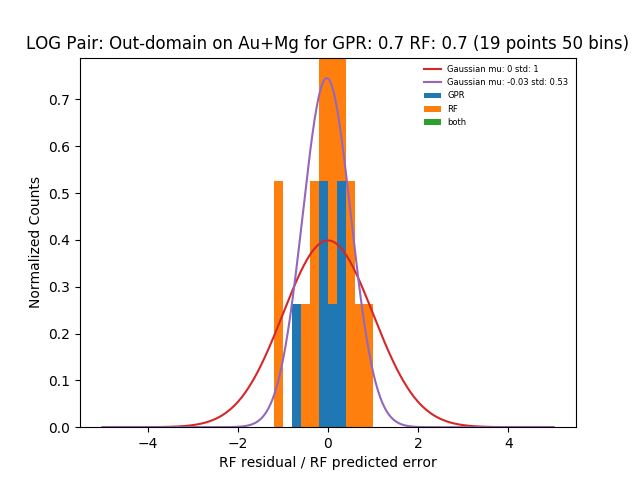 LOG Pair: Out-domain on Au+Mg for GPR: 0.7 RF: 0.7 (19 points 50 bins)
Gaussian mu: 0 std: 1
Gaussian mu: -0.03 std: 0.53
GPR
RF
both
Normalized Counts
0.7
0.6
0.5
0.4
0.3
0.2
0.1
0.0
−4
−2
0
2
4
RF residual / RF predicted error